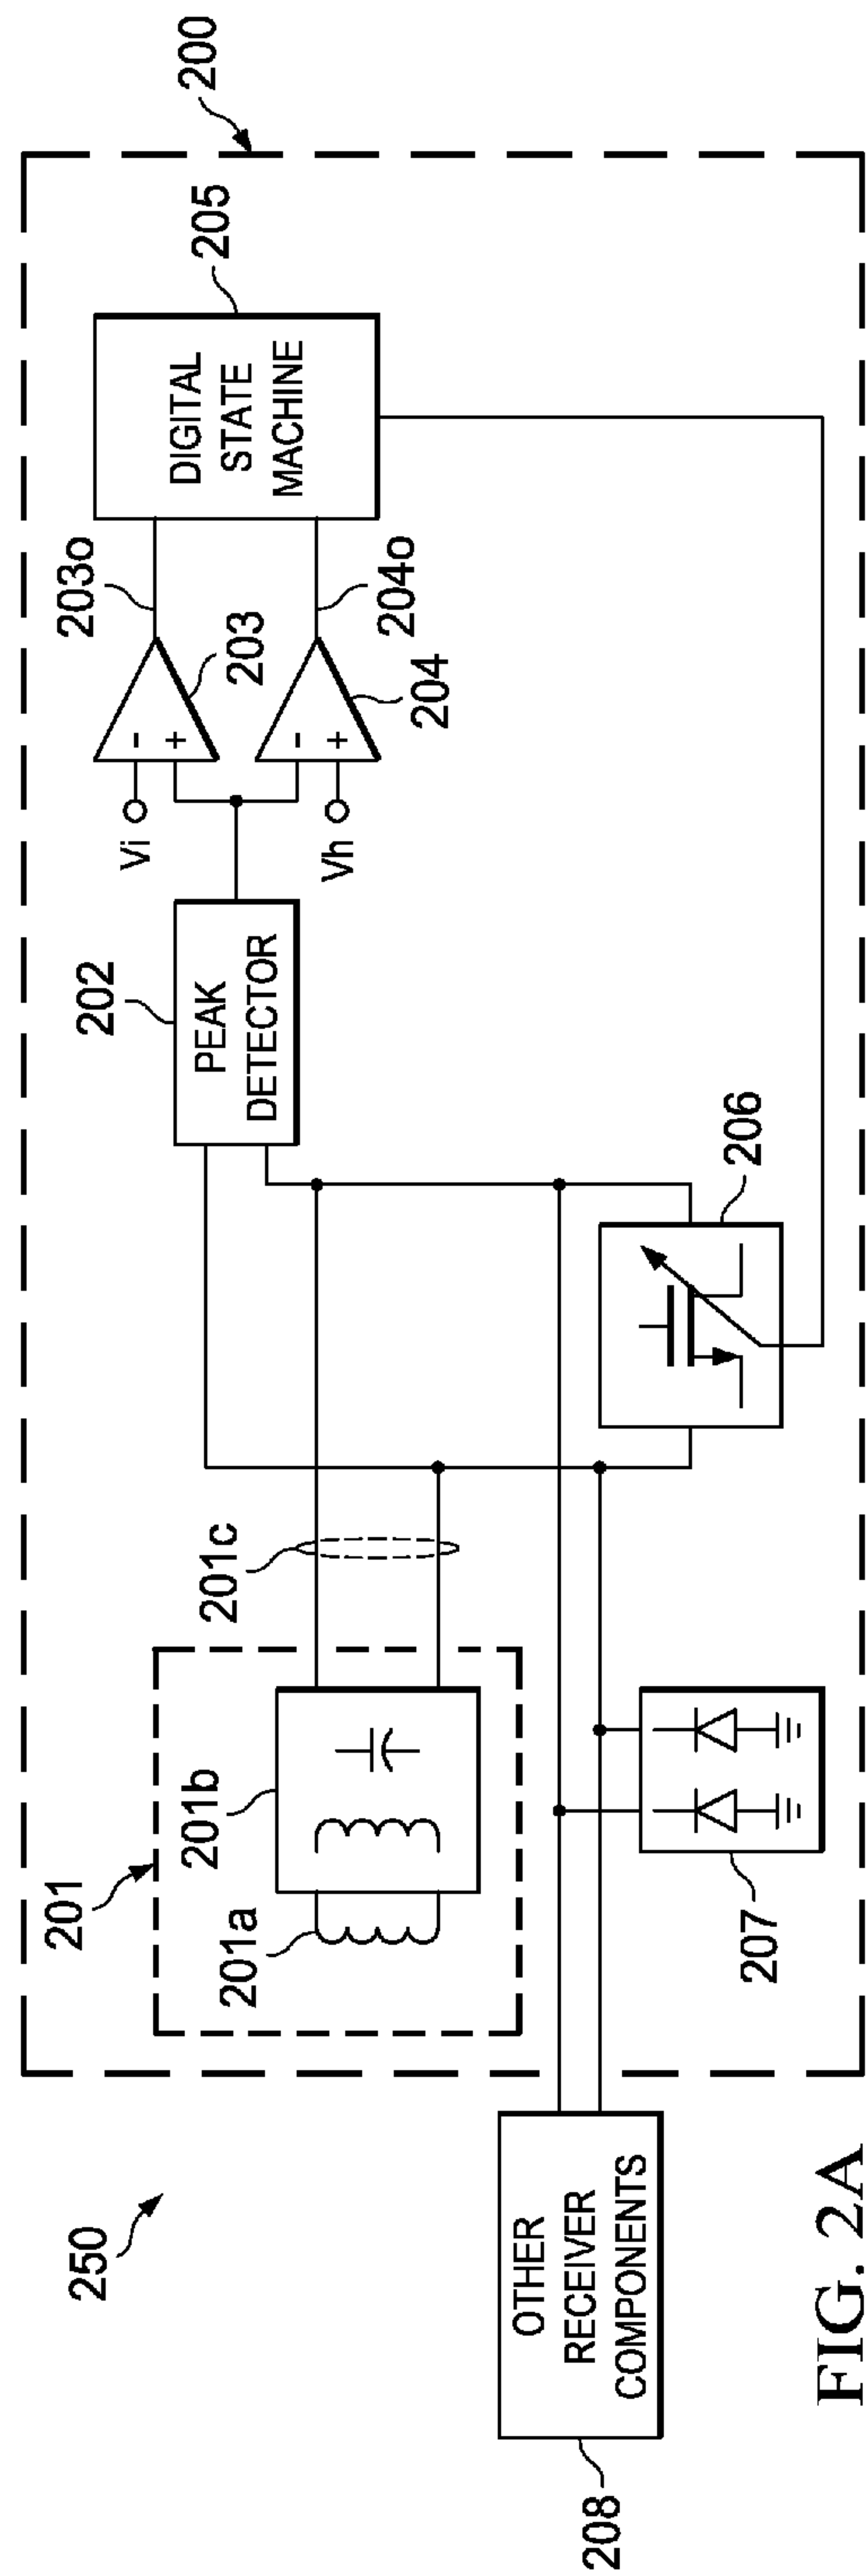 250
200
201
201a
201b
201c
202
PEAK
DETECTOR
Vi
Vh
-
+
-
+
203
203o
204
204o
205
DIGITAL
STATE
MACHINE
206
207
208
OTHER
RECEIVER
COMPONENTS
FIG. 2A